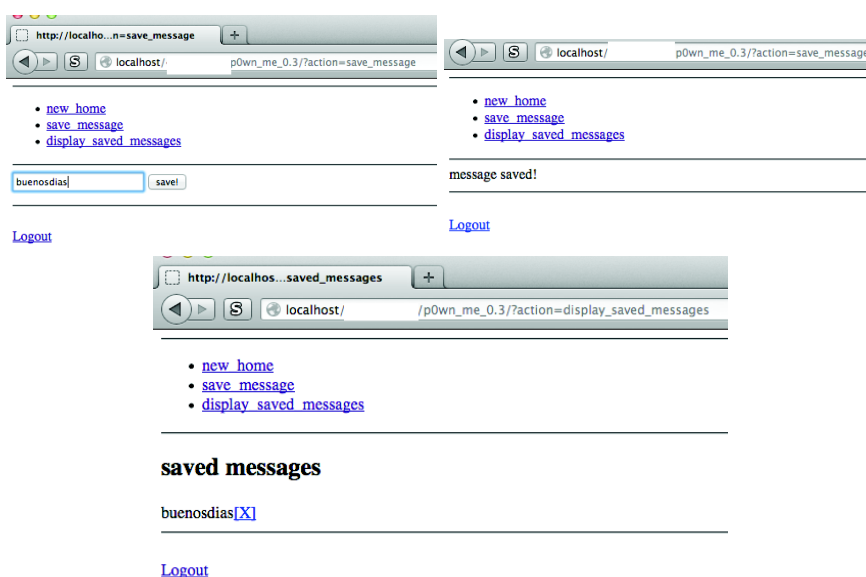 http://localho...n=save_message
S localhost/ p0wn_me_0.3/?action=save_message
new_home
save_message
display_saved_messages
buenosdias save!
Logout
S localhost/ p0wn_me_0.3/?action=save_message
new_home
save_message
display_saved_messages
message saved!
Logout
http://localhos...saved_messages
S localhost/ /p0wn_me_0.3/?action=display_saved_messages
new_home
save_message
display_saved_messages
saved messages
buenosdias[X]
Logout